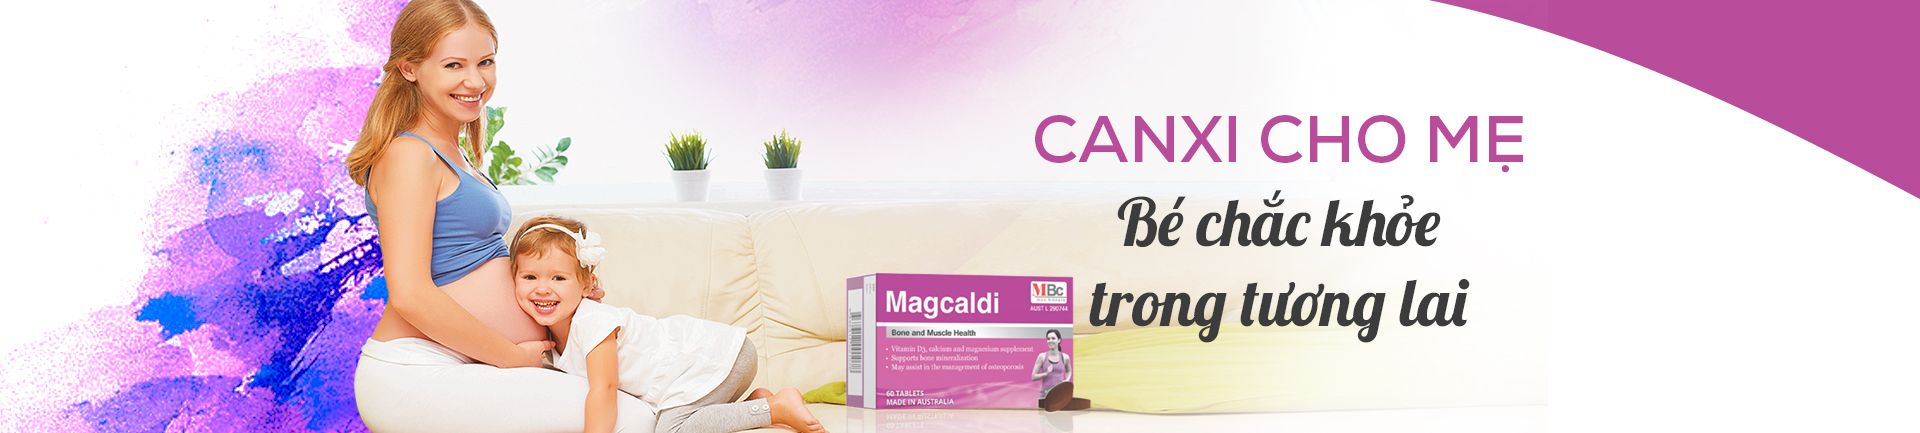 CANXI CHO MẸ
Bé chắc khỏe
trong tương lai
Magcaldi
MBc
AUST L 290744
Bone and Muscle Health
• Vitamin D3, calcium and magnesium supplement
• Supports bone mineralization
• May assist in the management of osteoporosis
60 TABLETS
MADE IN AUSTRALIA